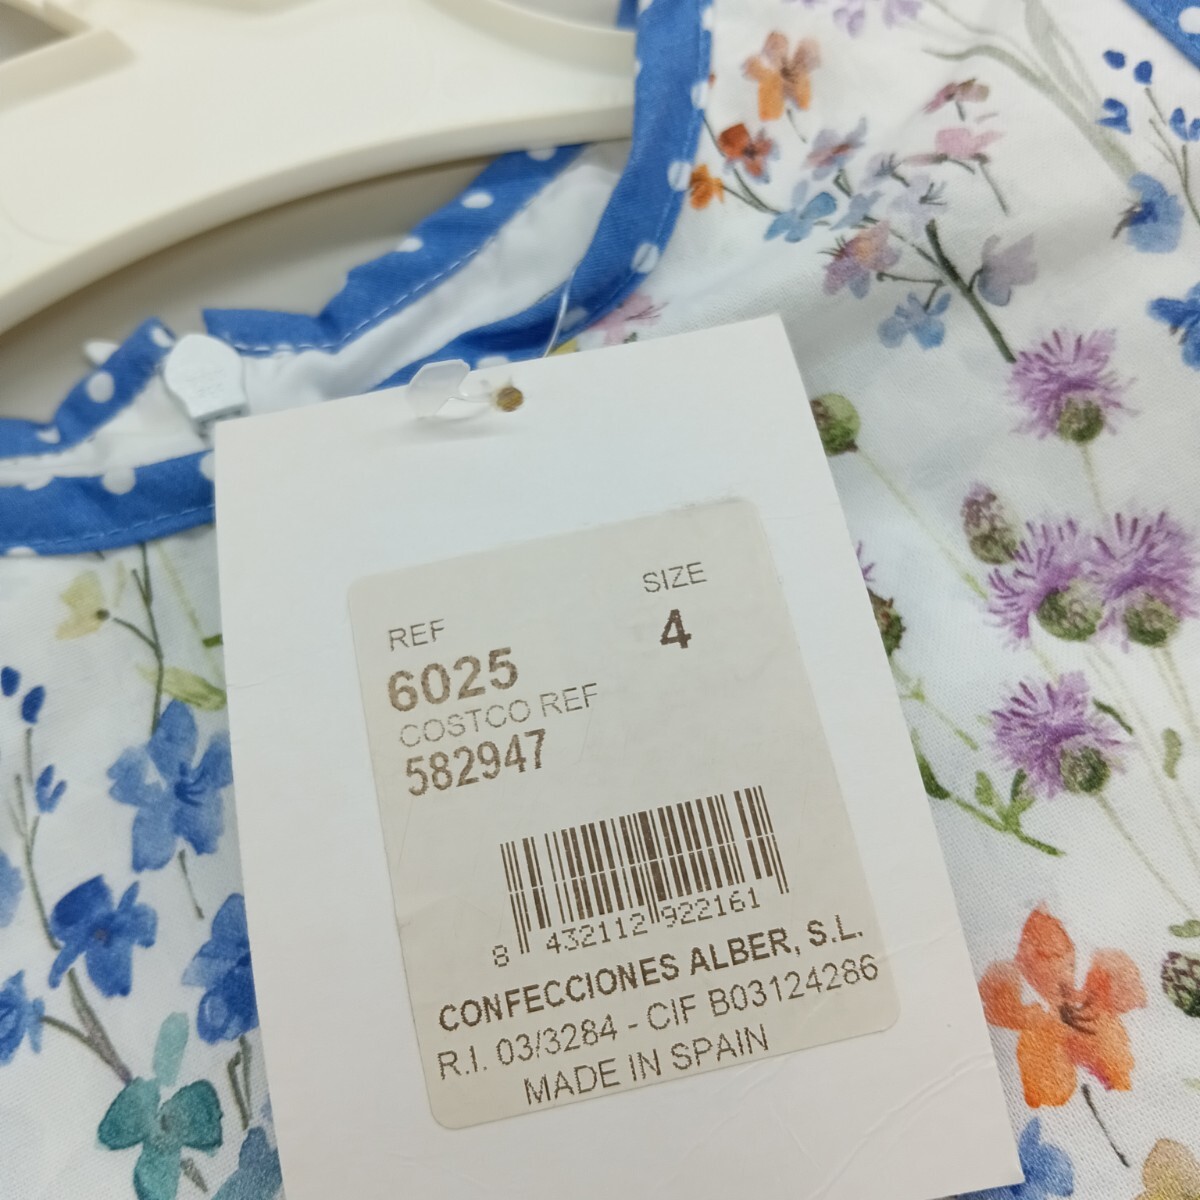 REF
6025
SIZE
4
COSTCO REF
582947
8 432112 922161
CONFECCIONES ALBER, S.L.
R.I. 03/3284 - CIF B03124286
MADE IN SPAIN